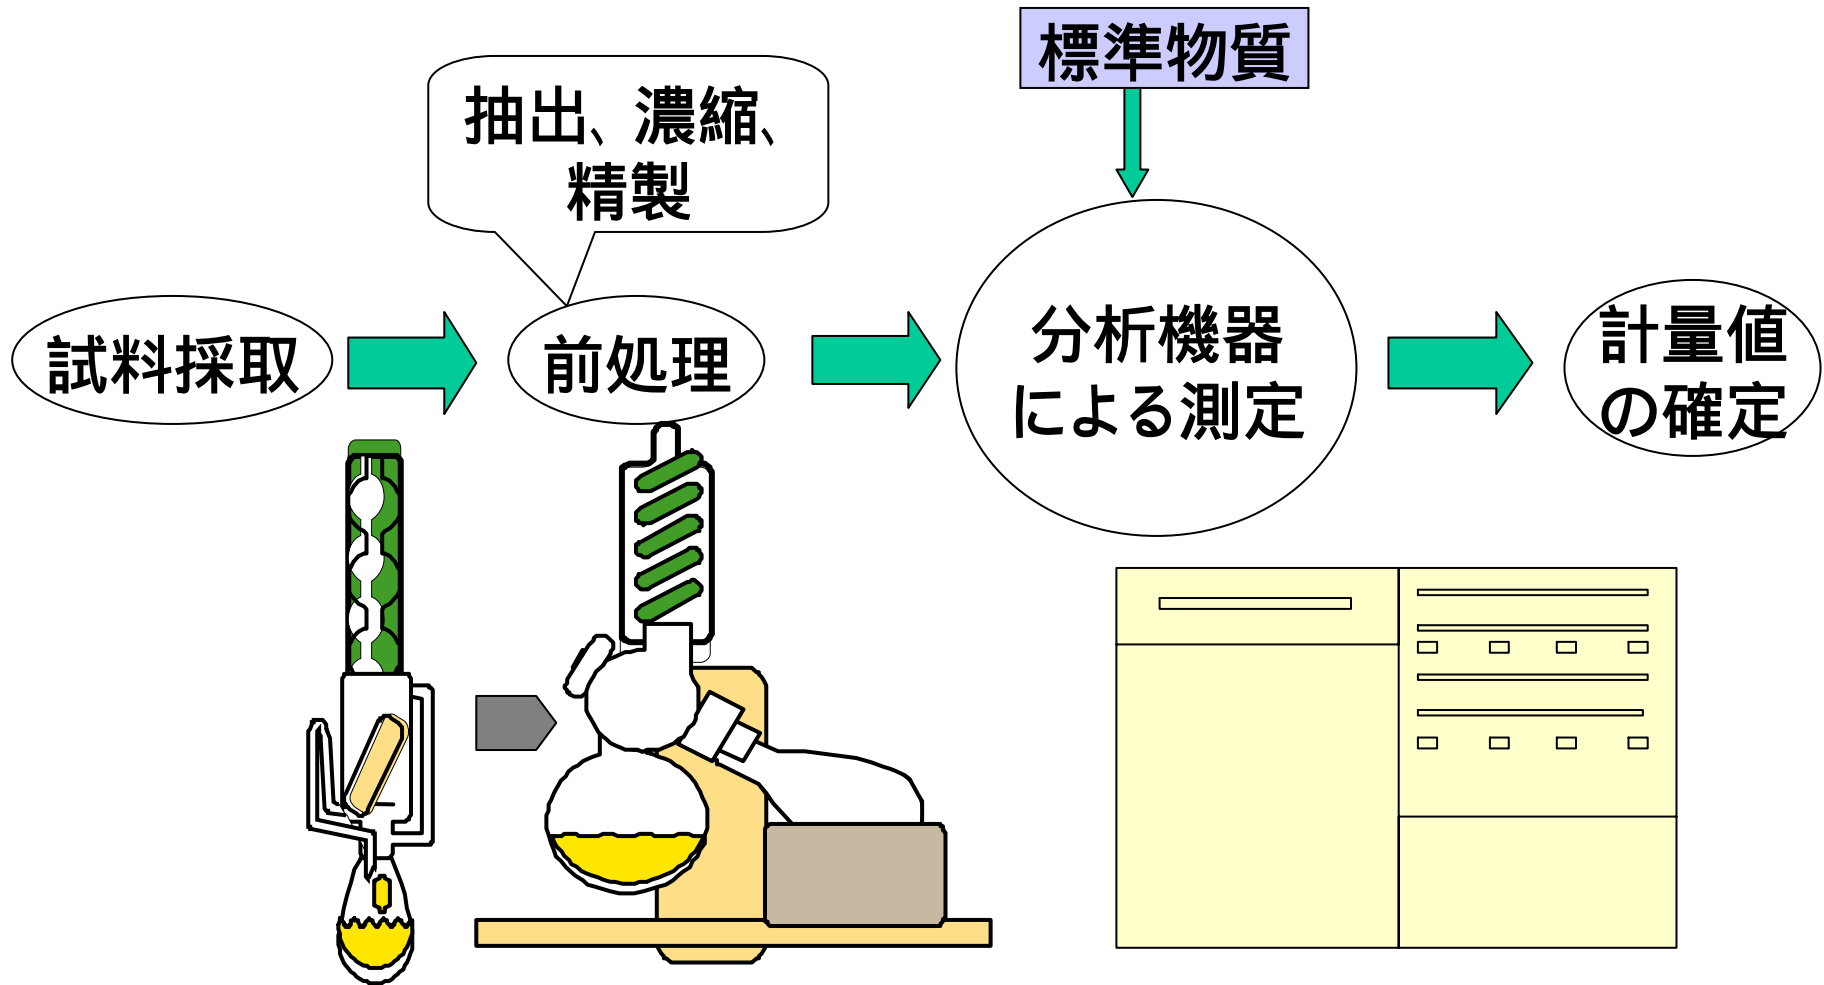 標準物質
抽出、濃縮、
精製
試料採取
前処理
分析機器
による測定
計量値
の確定